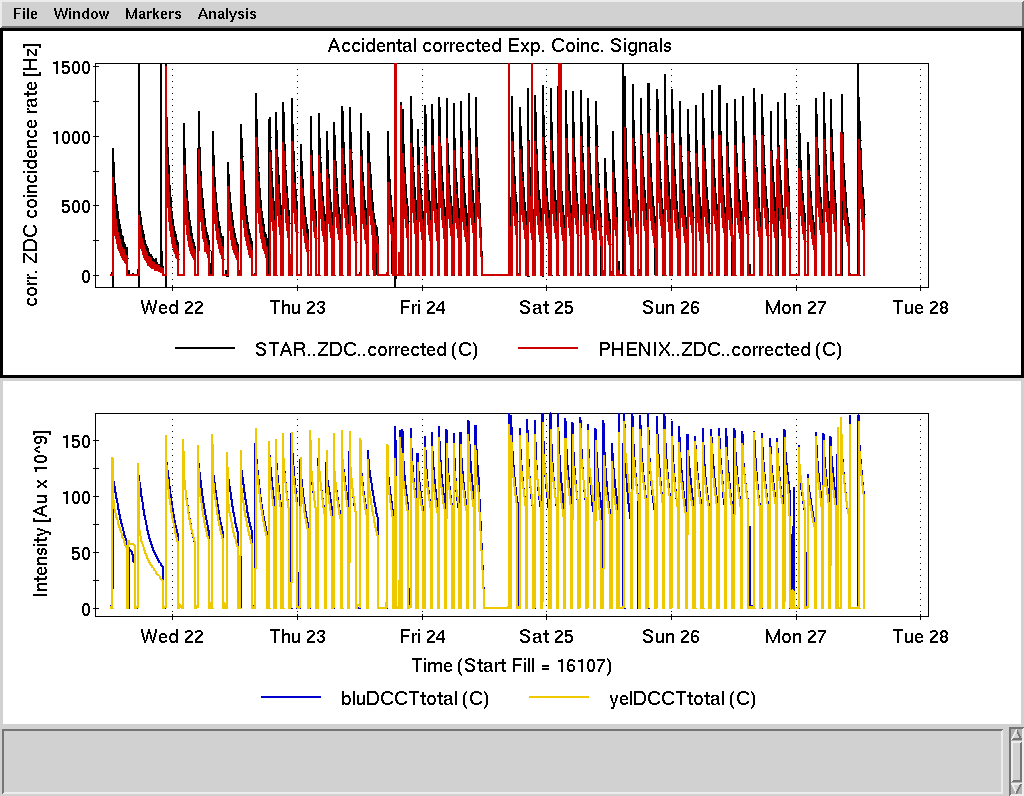 File Window Markers Analysis
Accidental corrected Exp. Coinc. Signals
corr. ZDC coincidence rate [Hz]
1500
1000
500
0
Wed 22 Thu 23 Fri 24 Sat 25 Sun 26 Mon 27 Tue 28
STAR..ZDC..corrected (C) PHENIX..ZDC..corrected (C)
Intensity [Au x 10^9]
150
100
50
0
Wed 22 Thu 23 Fri 24 Sat 25 Sun 26 Mon 27 Tue 28
Time (Start Fill = 16107)
bluDCCTtotal (C) yelDCCTtotal (C)